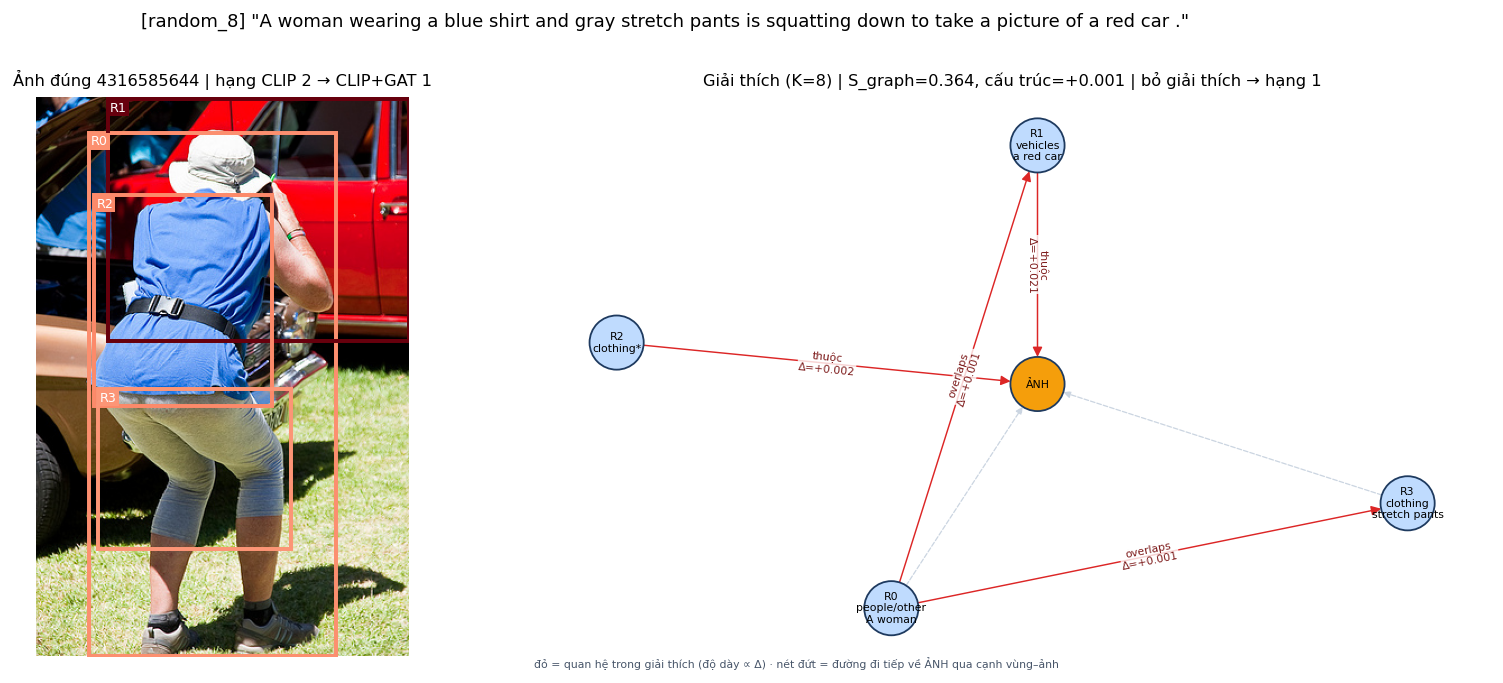 [random_8] "A woman wearing a blue shirt and gray stretch pants is squatting down to take a picture of a red car ."
Ảnh đúng 4316585644 | hạng CLIP 2 → CLIP+GAT 1
Giải thích (K=8) | S_graph=0.364, cấu trúc=+0.001 | bỏ giải thích → hạng 1
R1
R0
R2
R3
R1
vehicles
a red car
thuộc
Δ=+0.021
R2
clothing*
thuộc
Δ=+0.002
overlaps
Δ=+0.001
ẢNH
R3
clothing
stretch pants
overlaps
Δ=+0.001
R0
people/other
A woman
đỏ = quan hệ trong giải thích (độ dày ∝ Δ) · nét đứt = đường đi tiếp về ẢNH qua cạnh vùng–ảnh